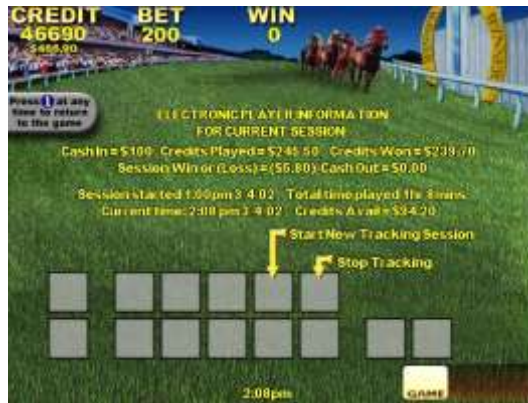 CREDIT BET WIN
46690 200 0
$466.90
Press 1 at any
time to return
to the game
ELECTRONIC PLAYER INFORMATION
FOR CURRENT SESSION
Cash In = $100 Credits Played = $245.50 Credits Won = $239.70
Session Win or (Loss) = ($5.80) Cash Out = $0.00
Session started 1:00 pm 3 4 02 Total time played 1hr 8mins
Current time: 2:08 pm 3 4 02 Credits Avail = $94.20
Start New Tracking Session
Stop Tracking
2:08pm
GAME